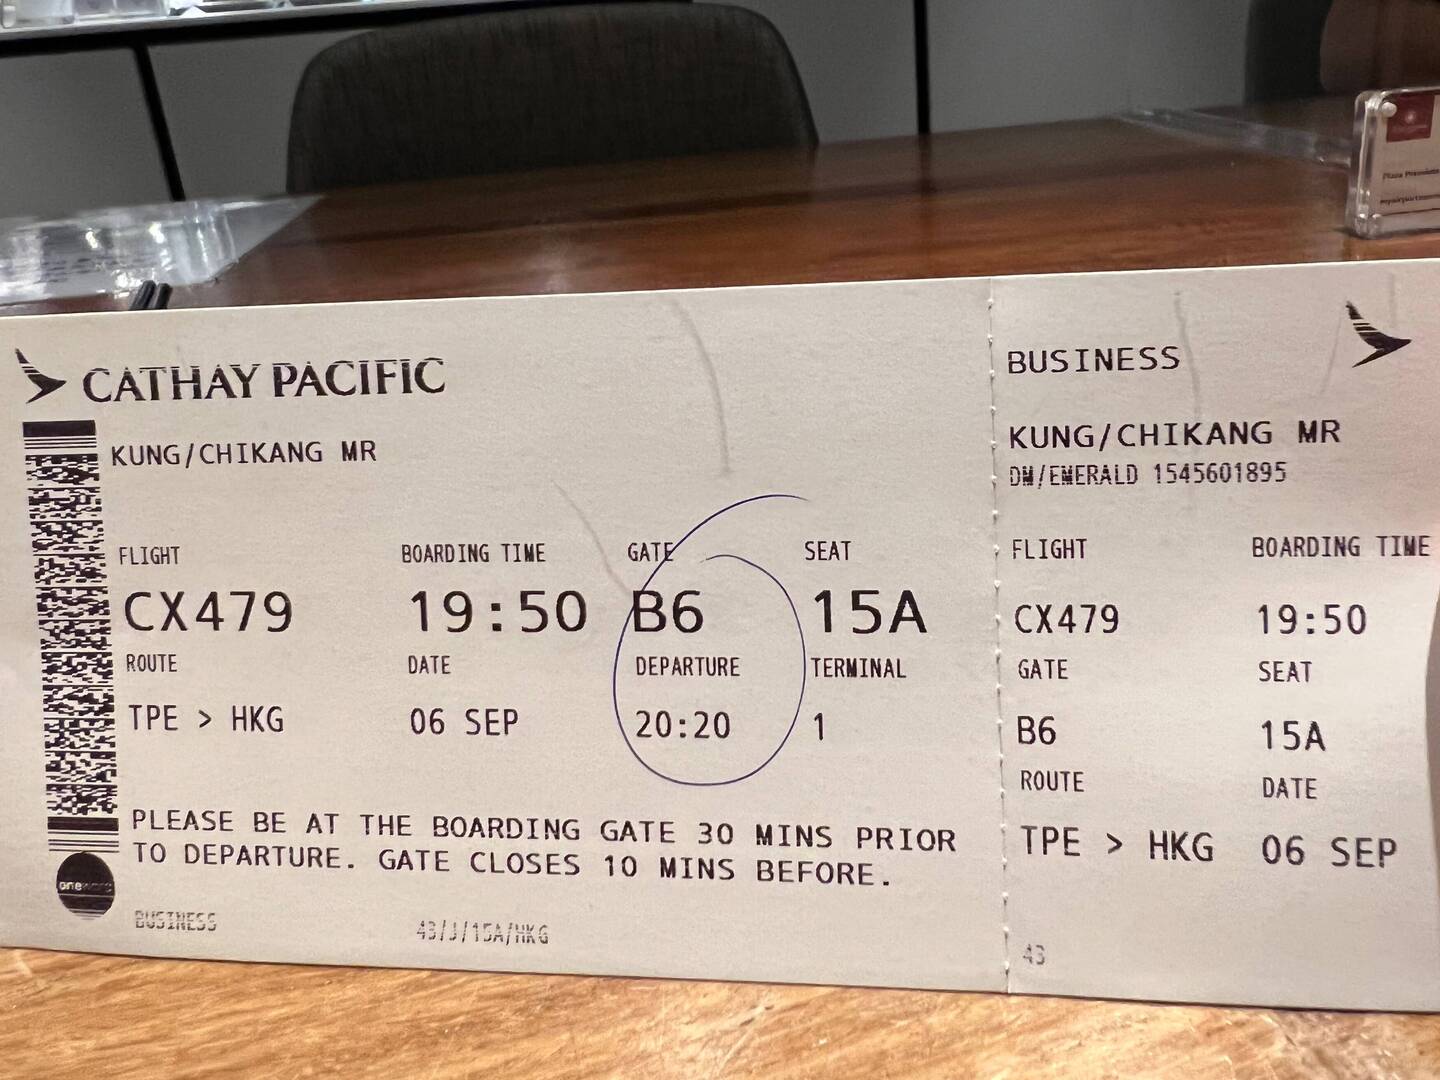 CATHAY PACIFIC
KUNG/CHIKANG MR
FLIGHT BOARDING TIME GATE SEAT
CX479 19:50 B6 15A
ROUTE DATE DEPARTURE TERMINAL
TPE > HKG 06 SEP 20:20 1
PLEASE BE AT THE BOARDING GATE 30 MINS PRIOR
TO DEPARTURE. GATE CLOSES 10 MINS BEFORE.
BUSINESS 43/J/15A/HKG
BUSINESS
KUNG/CHIKANG MR
DM/EMERALD 1545601895
FLIGHT BOARDING TIME
CX479 19:50
GATE SEAT
B6 15A
ROUTE DATE
TPE > HKG 06 SEP
43
Plaza Premium